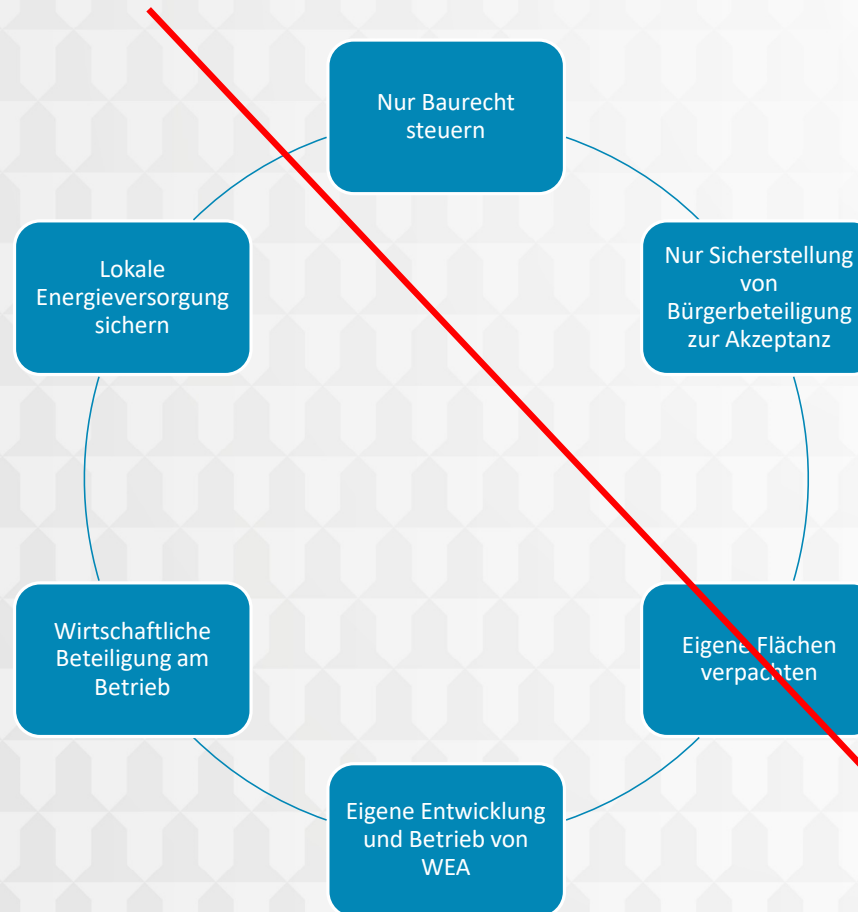 Nur Baurecht
steuern
Nur Sicherstellung
von
Bürgerbeteiligung
zur Akzeptanz
Eigene Flächen
verpachten
Eigene Entwicklung
und Betrieb von
WEA
Wirtschaftliche
Beteiligung am
Betrieb
Lokale
Energieversorgung
sichern